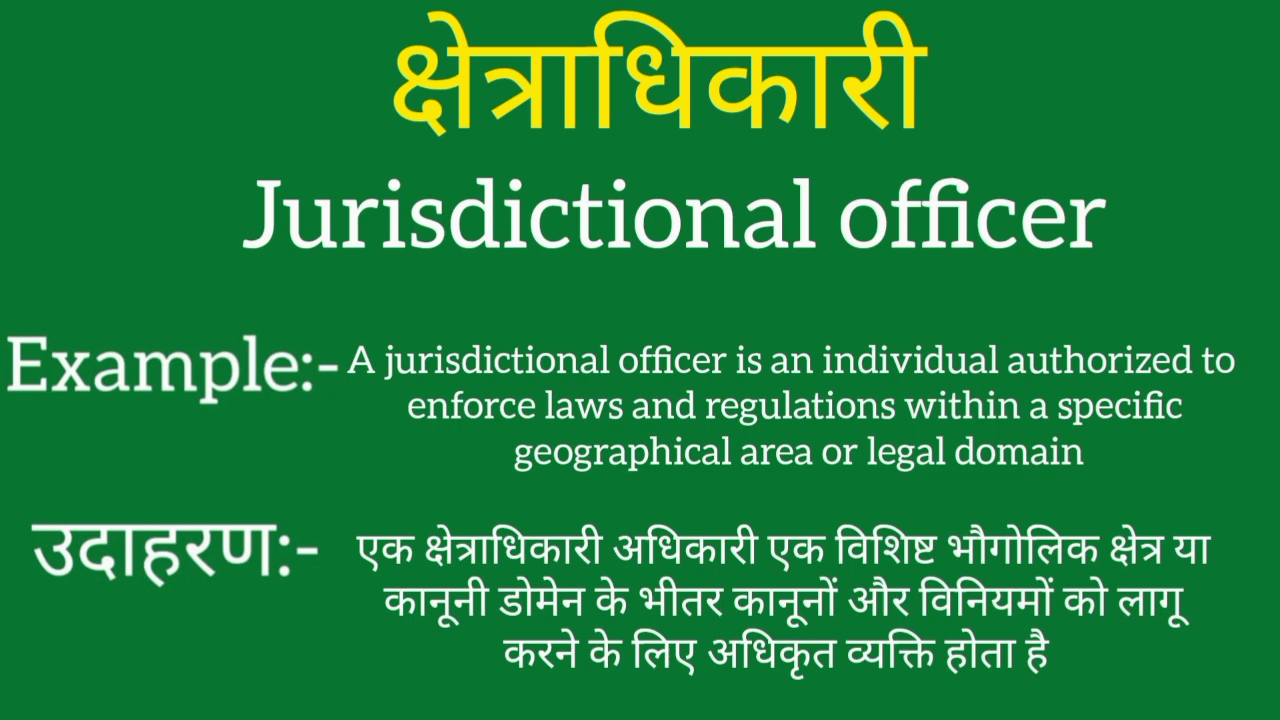 क्षेत्राधिकारी
Jurisdictional officer
Example:- A jurisdictional officer is an individual authorized to
enforce laws and regulations within a specific
geographical area or legal domain
उदाहरण:- एक क्षेत्राधिकारी अधिकारी एक विशिष्ट भौगोलिक क्षेत्र या
कानूनी डोमेन के भीतर कानूनों और विनियमों को लागू
करने के लिए अधिकृत व्यक्ति होता है